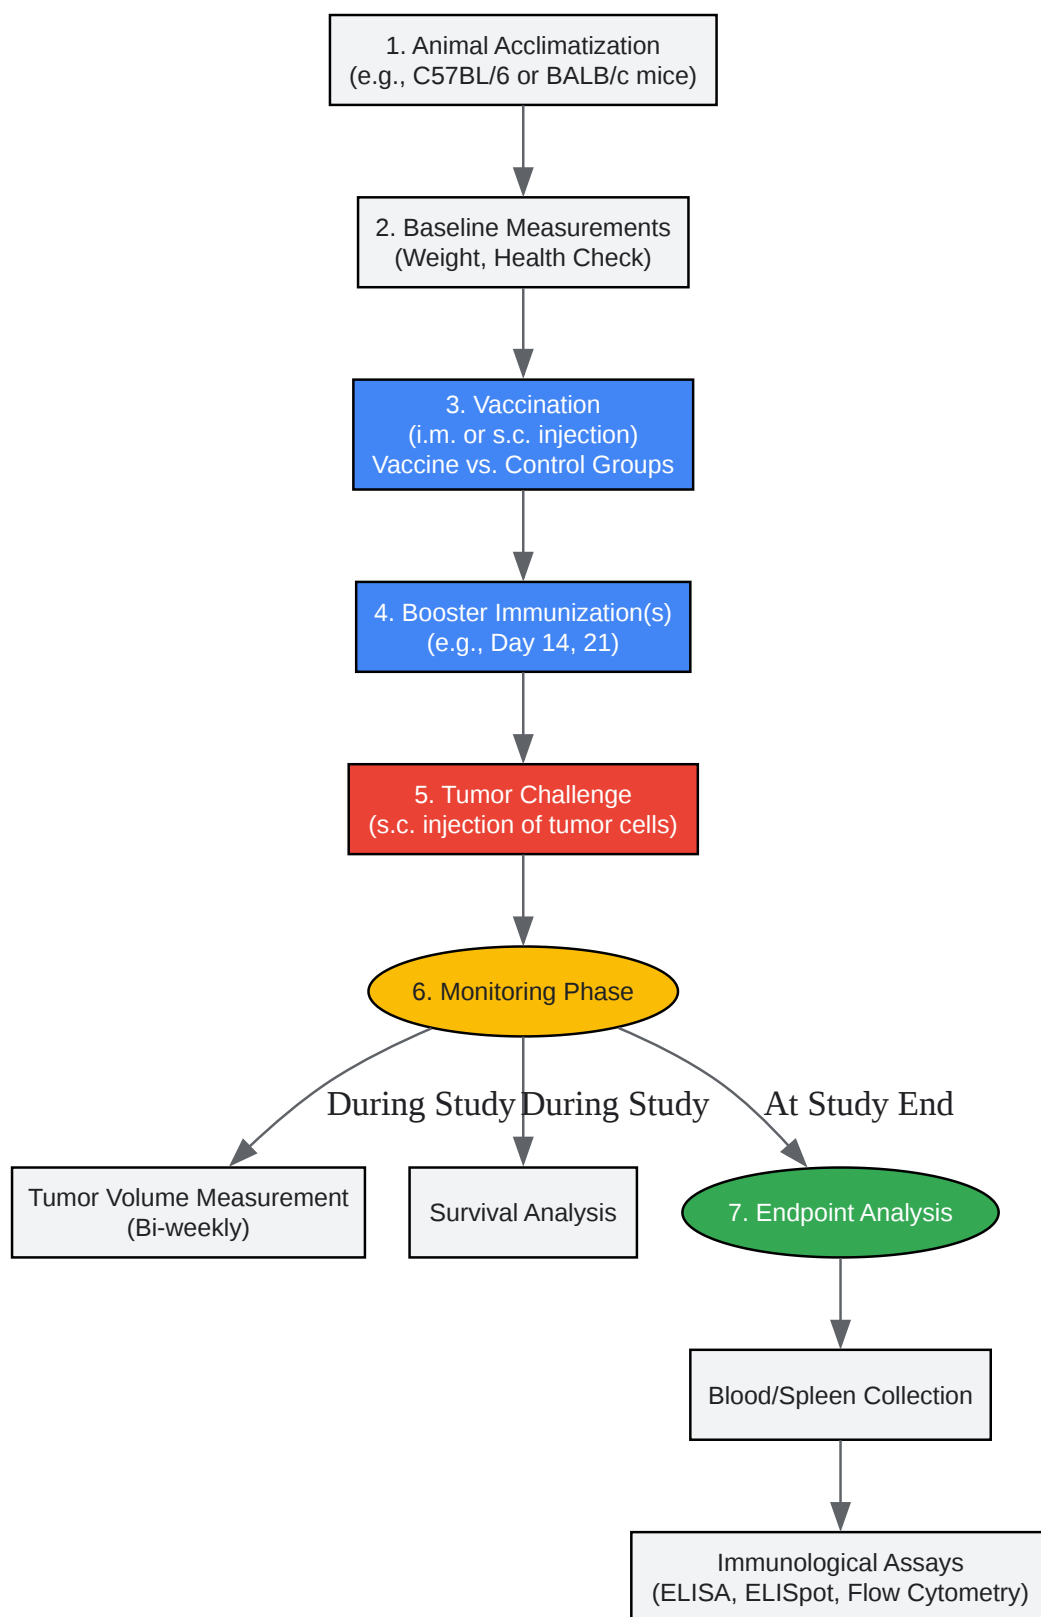 1. Animal Acclimatization
(e.g., C57BL/6 or BALB/c mice)
2. Baseline Measurements
(Weight, Health Check)
3. Vaccination
(i.m. or s.c. injection)
Vaccine vs. Control Groups
4. Booster Immunization(s)
(e.g., Day 14, 21)
5. Tumor Challenge
(s.c. injection of tumor cells)
6. Monitoring Phase
During Study
During Study
At Study End
Tumor Volume Measurement
(Bi-weekly)
Survival Analysis
7. Endpoint Analysis
Blood/Spleen Collection
Immunological Assays
(ELISA, ELISpot, Flow Cytometry)